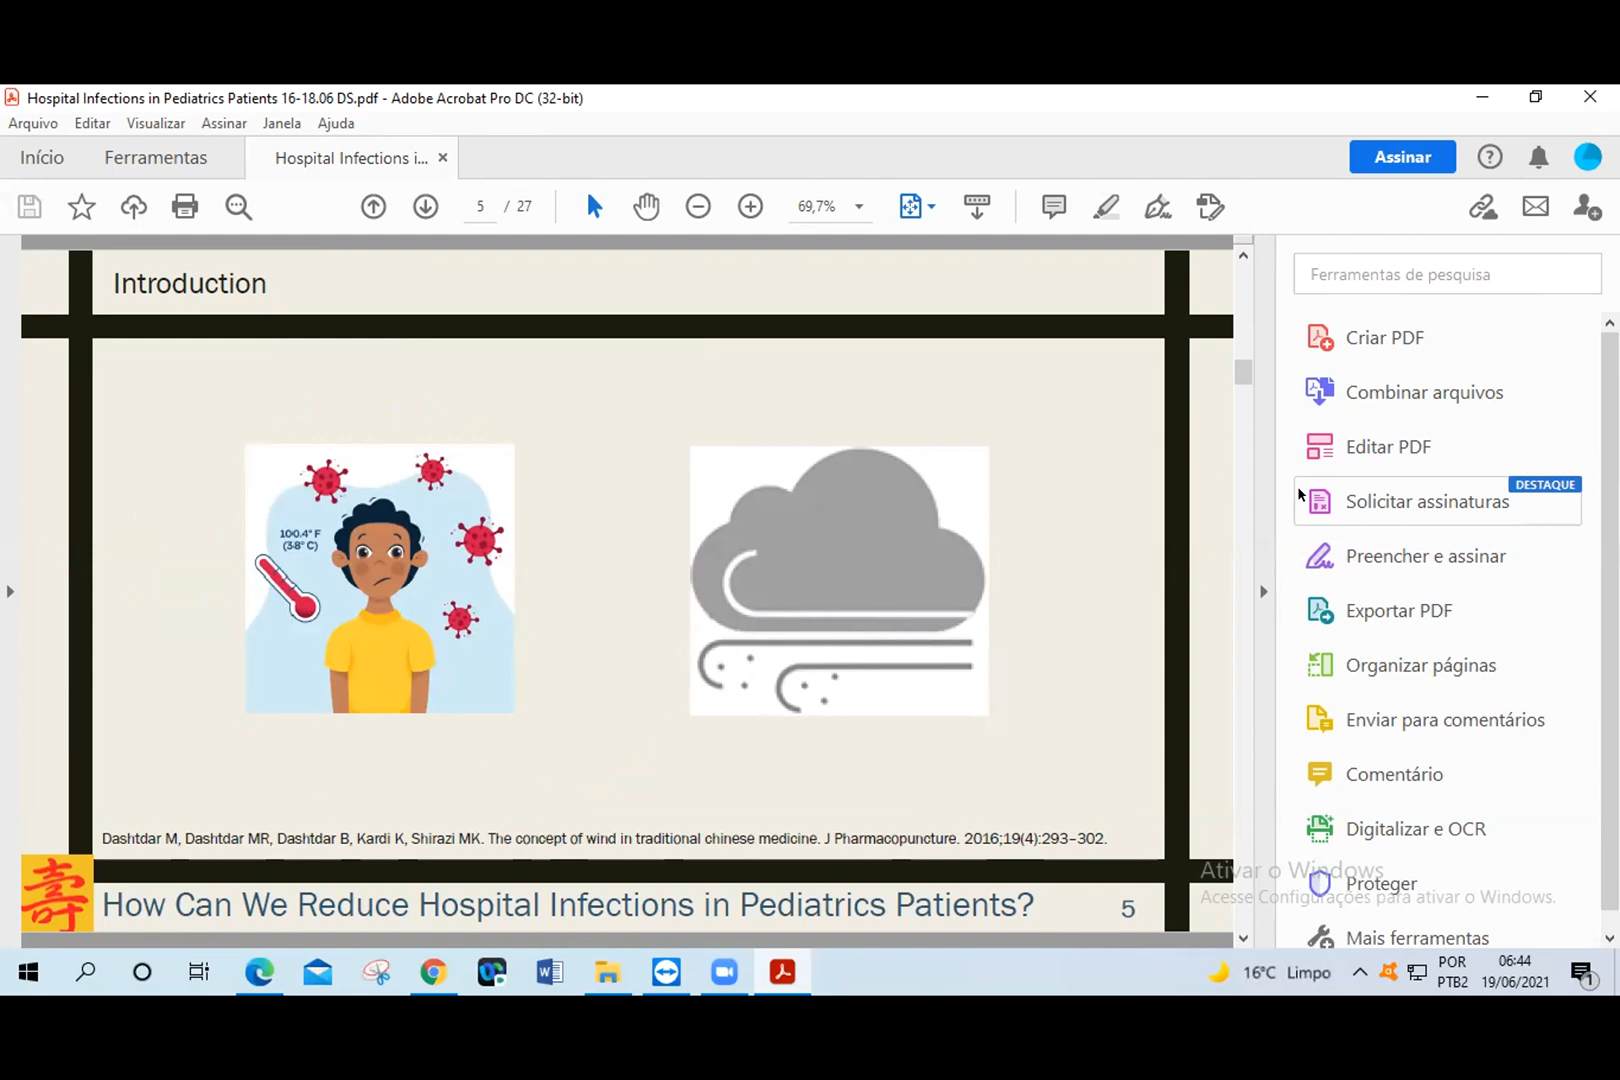 Hospital Infections in Pediatrics Patients 16-18.06 DS.pdf - Adobe Acrobat Pro DC (32-bit)
Arquivo Editar Visualizar Assinar Janela Ajuda
Início Ferramentas Hospital Infections i... Assinar
5 / 27 69,7%
Introduction
Ferramentas de pesquisa
Criar PDF
Combinar arquivos
Editar PDF
DESTAQUE
Solicitar assinaturas
Preencher e assinar
Exportar PDF
Organizar páginas
Enviar para comentários
Comentário
Digitalizar e OCR
Proteger
Mais ferramentas
100.4° F
(38° C)
Dashtdar M, Dashtdar MR, Dashtdar B, Kardi K, Shirazi MK. The concept of wind in traditional chinese medicine. J Pharmacopuncture. 2016;19(4):293–302.
壽
How Can We Reduce Hospital Infections in Pediatrics Patients? 5
Ativar o Windows
Acesse Configurações para ativar o Windows.
16°C Limpo
POR
PTB2
06:44
19/06/2021
1